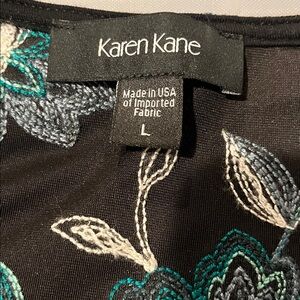 Karen Kane
Made in USA
of Imported
Fabric
L